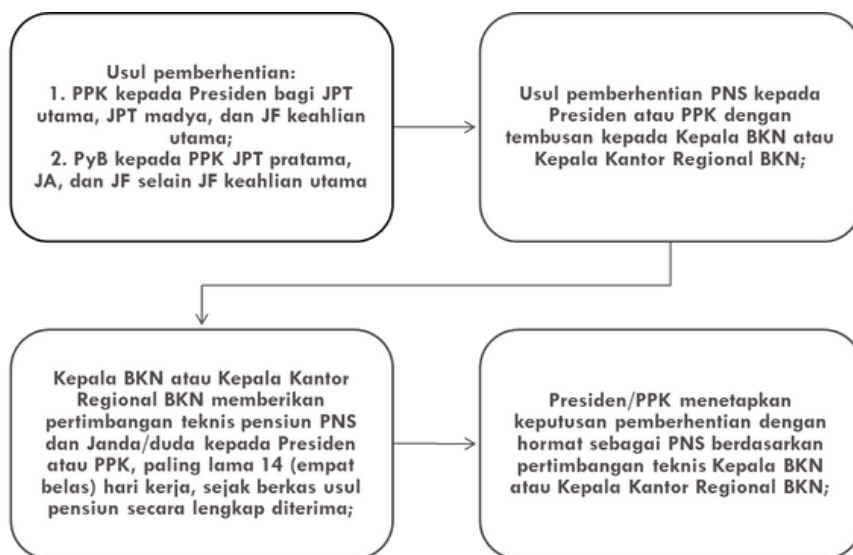 Usul pemberhentian:
1. PPK kepada Presiden bagi JPT
utama, JPT madya, dan JF keahlian
utama;
2. PyB kepada PPK JPT pratama,
JA, dan JF selain JF keahlian utama
Usul pemberhentian PNS kepada
Presiden atau PPK dengan
tembusan kepada Kepala BKN atau
Kepala Kantor Regional BKN;
Kepala BKN atau Kepala Kantor
Regional BKN memberikan
pertimbangan teknis pensiun PNS
dan Janda/duda kepada Presiden
atau PPK, paling lama 14 (empat
belas) hari kerja, sejak berkas usul
pensiun secara lengkap diterima;
Presiden/PPK menetapkan
keputusan pemberhentian dengan
hormat sebagai PNS berdasarkan
pertimbangan teknis Kepala BKN
atau Kepala Kantor Regional BKN;